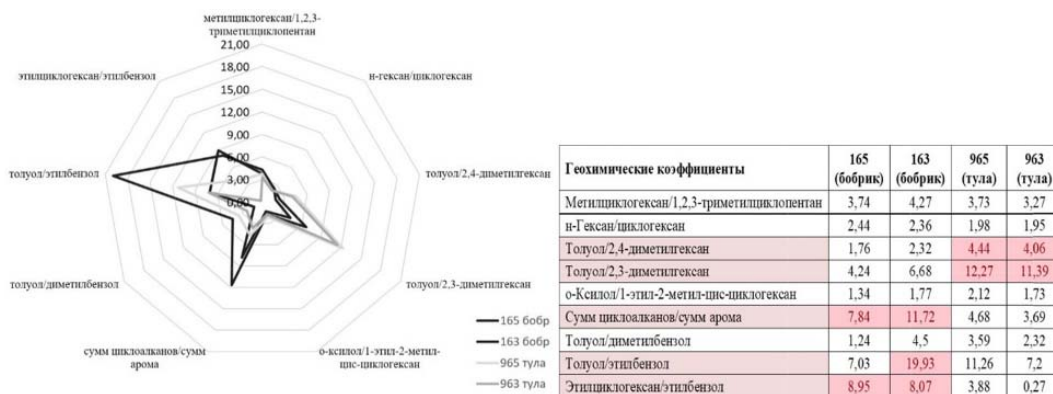 метилциклогексан/1,2,3-
триметилциклопентан
21,00
18,00
15,00
12,00
9,00
6,00
3,00
0,00
н-гексан/циклогексан
толуол/2,4-диметилгексан
толуол/2,3-диметилгексан
о-ксилол/1-этил-2-метил-
цис-циклогексан
сумм циклоалканов/сумм
арома
толуол/диметилбензол
толуол/этилбензол
этилциклогексан/этилбензол
165 бобр
163 бобр
965 тула
963 тула
Геохимические коэффициенты 165 (бобрик) 163 (бобрик) 965 (тула) 963 (тула)
Метилциклогексан/1,2,3-триметилциклопентан 3,74 4,27 3,73 3,27
н-Гексан/циклогексан 2,44 2,36 1,98 1,95
Толуол/2,4-диметилгексан 1,76 2,32 4,44 4,06
Толуол/2,3-диметилгексан 4,24 6,68 12,27 11,39
о-Ксилол/1-этил-2-метил-цис-циклогексан 1,34 1,77 2,12 1,73
Сумм циклоалканов/сумм арома 7,84 11,72 4,68 3,69
Толуол/диметилбензол 1,24 4,5 3,59 2,32
Толуол/этилбензол 7,03 19,93 11,26 7,2
Этилциклогексан/этилбензол 8,95 8,07 3,88 0,27